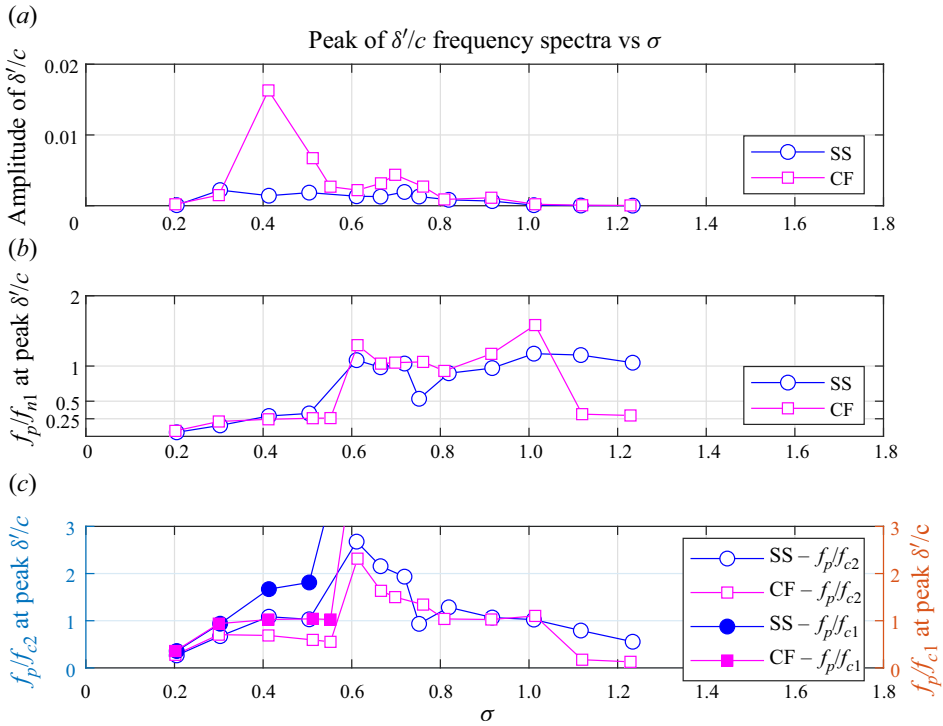 (a)
Peak of δ′/c frequency spectra vs σ
Amplitude of δ′/c
0.02
0.01
SS
CF
0 0.2 0.4 0.6 0.8 1.0 1.2 1.4 1.6 1.8
(b)
f_p/f_n1 at peak δ′/c
2
1
0.5
0.25
SS
CF
0 0.2 0.4 0.6 0.8 1.0 1.2 1.4 1.6 1.8
(c)
f_p/f_c2 at peak δ′/c
3 3
2 2
1 1
0 0
SS – f_p/f_c2
CF – f_p/f_c2
SS – f_p/f_c1
CF – f_p/f_c1
f_p/f_c1 at peak δ′/c
0 0.2 0.4 0.6 0.8 1.0 1.2 1.4 1.6 1.8
σ